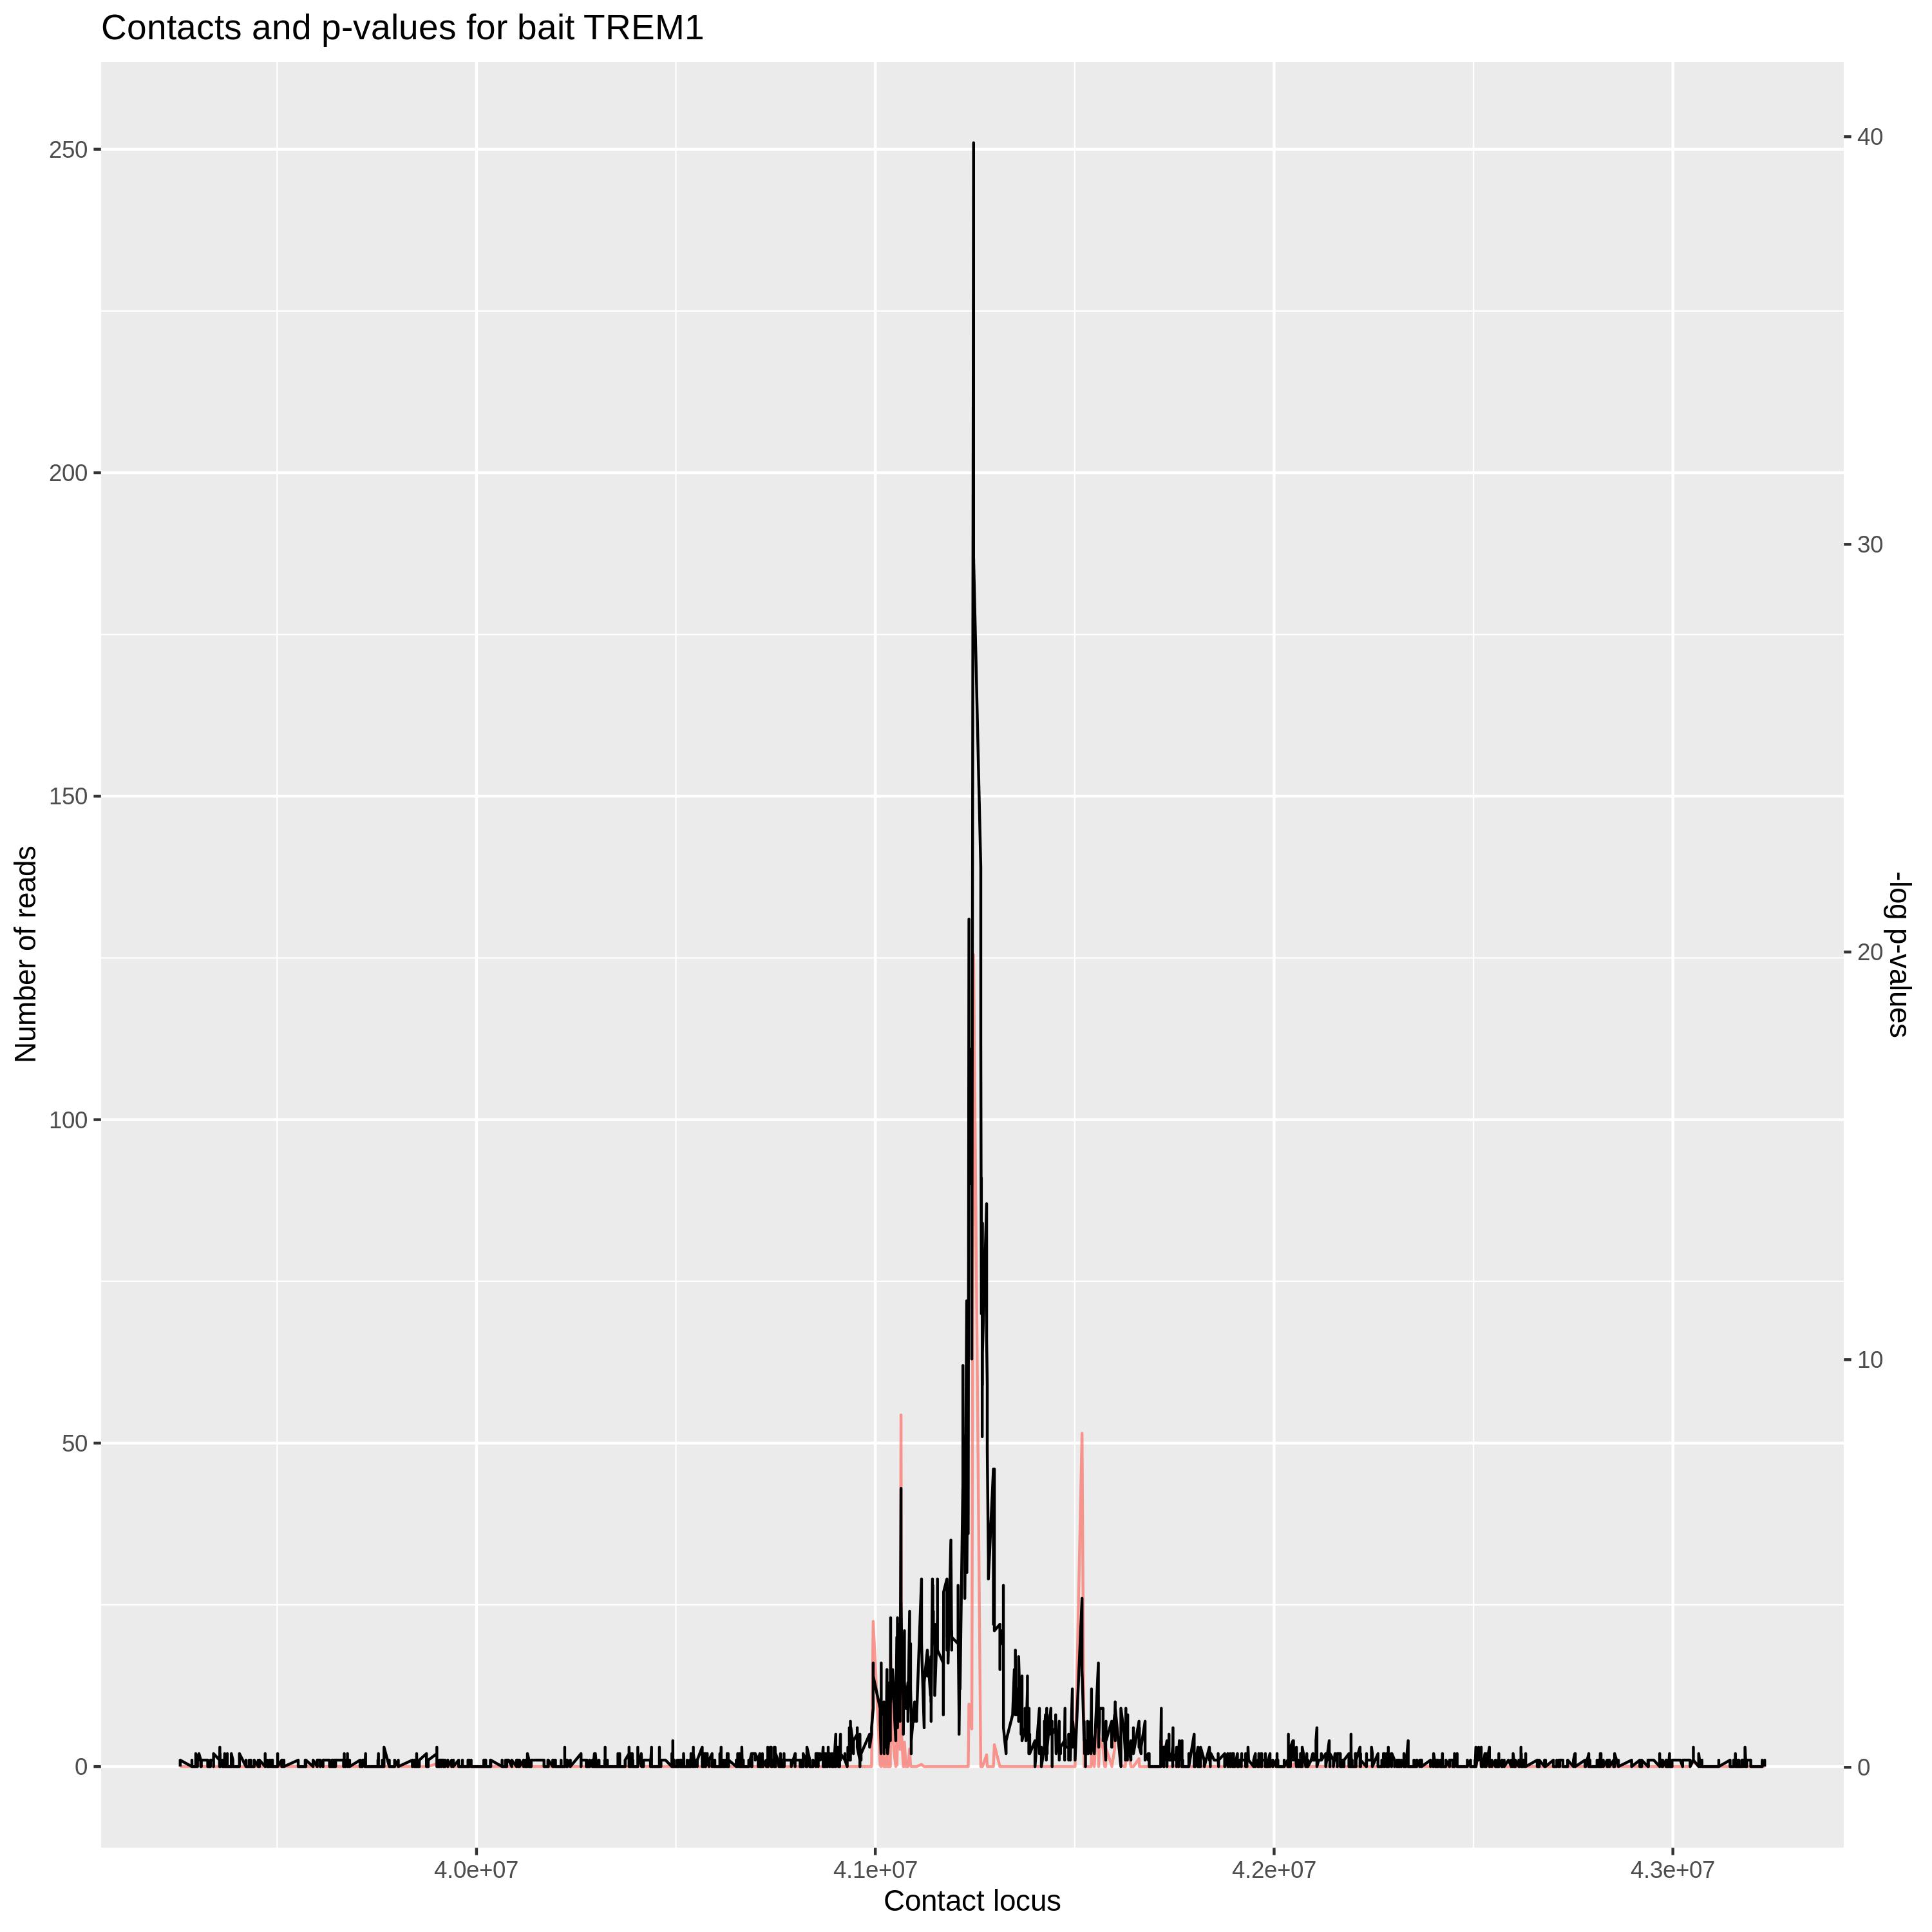 Contacts and p-values for bait TREM1
250
200
150
100
50
0
Number of reads
40
30
20
10
0
-log p-values
4.0e+07
4.1e+07
4.2e+07
4.3e+07
Contact locus